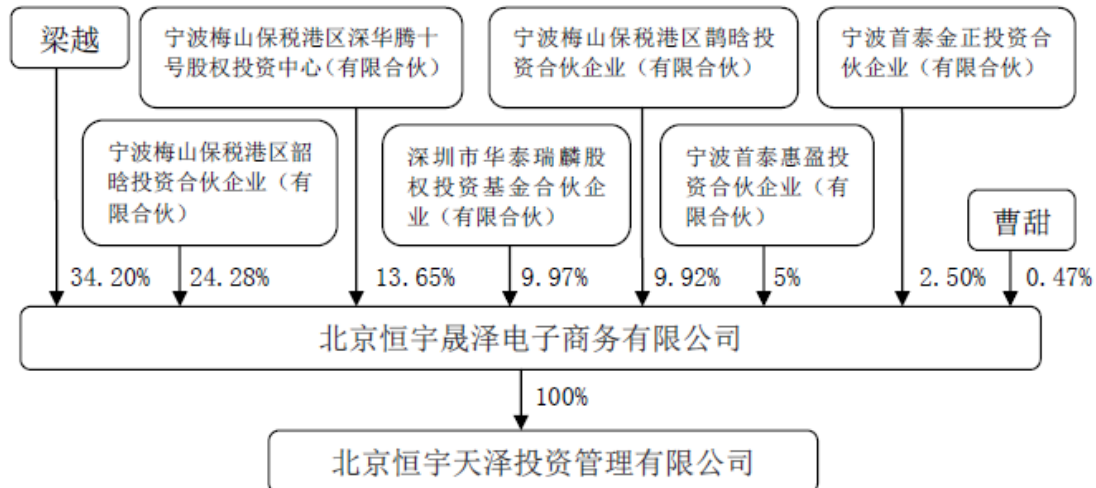 梁越
宁波梅山保税港区深华腾十
号股权投资中心（有限合伙）
宁波梅山保税港区鹊晗投
资合伙企业（有限合伙）
宁波首泰金正投资合
伙企业（有限合伙）
宁波梅山保税港区韶
晗投资合伙企业（有
限合伙）
深圳市华泰瑞麟股
权投资基金合伙企
业（有限合伙）
宁波首泰惠盈投
资合伙企业（有
限合伙）
曹甜
34.20%
24.28%
13.65%
9.97%
9.92%
5%
2.50%
0.47%
北京恒宇晟泽电子商务有限公司
100%
北京恒宇天泽投资管理有限公司